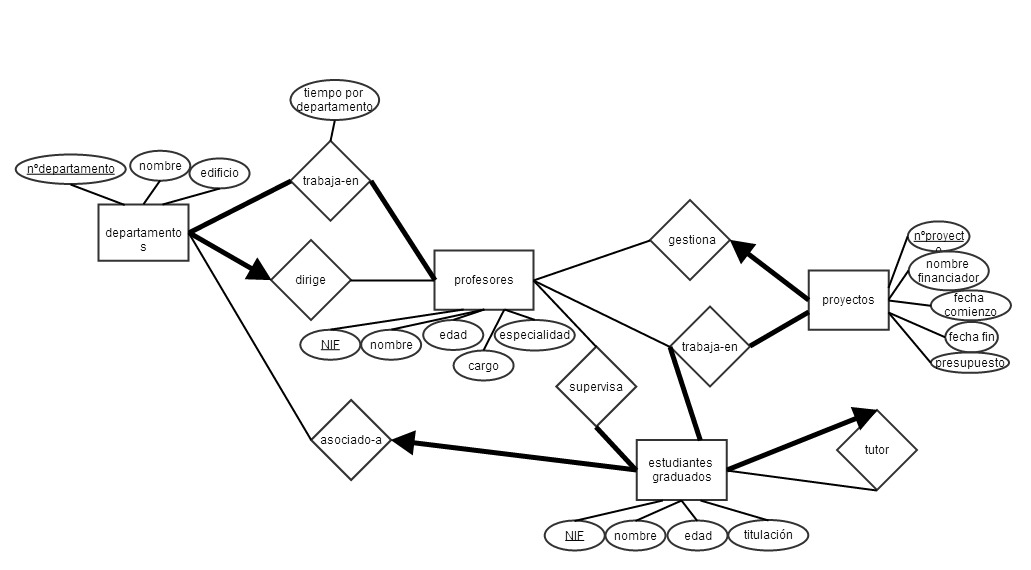 tiempo por
departamento
nºdepartamento
nombre
edificio
trabaja-en
departamento
s
dirige
profesores
gestiona
nºproyect
o
nombre
financiador
proyectos
fecha
comienzo
fecha fin
presupuesto
NIF
nombre
edad
especialidad
cargo
trabaja-en
supervisa
asociado-a
estudiantes
graduados
tutor
NIF
nombre
edad
titulación